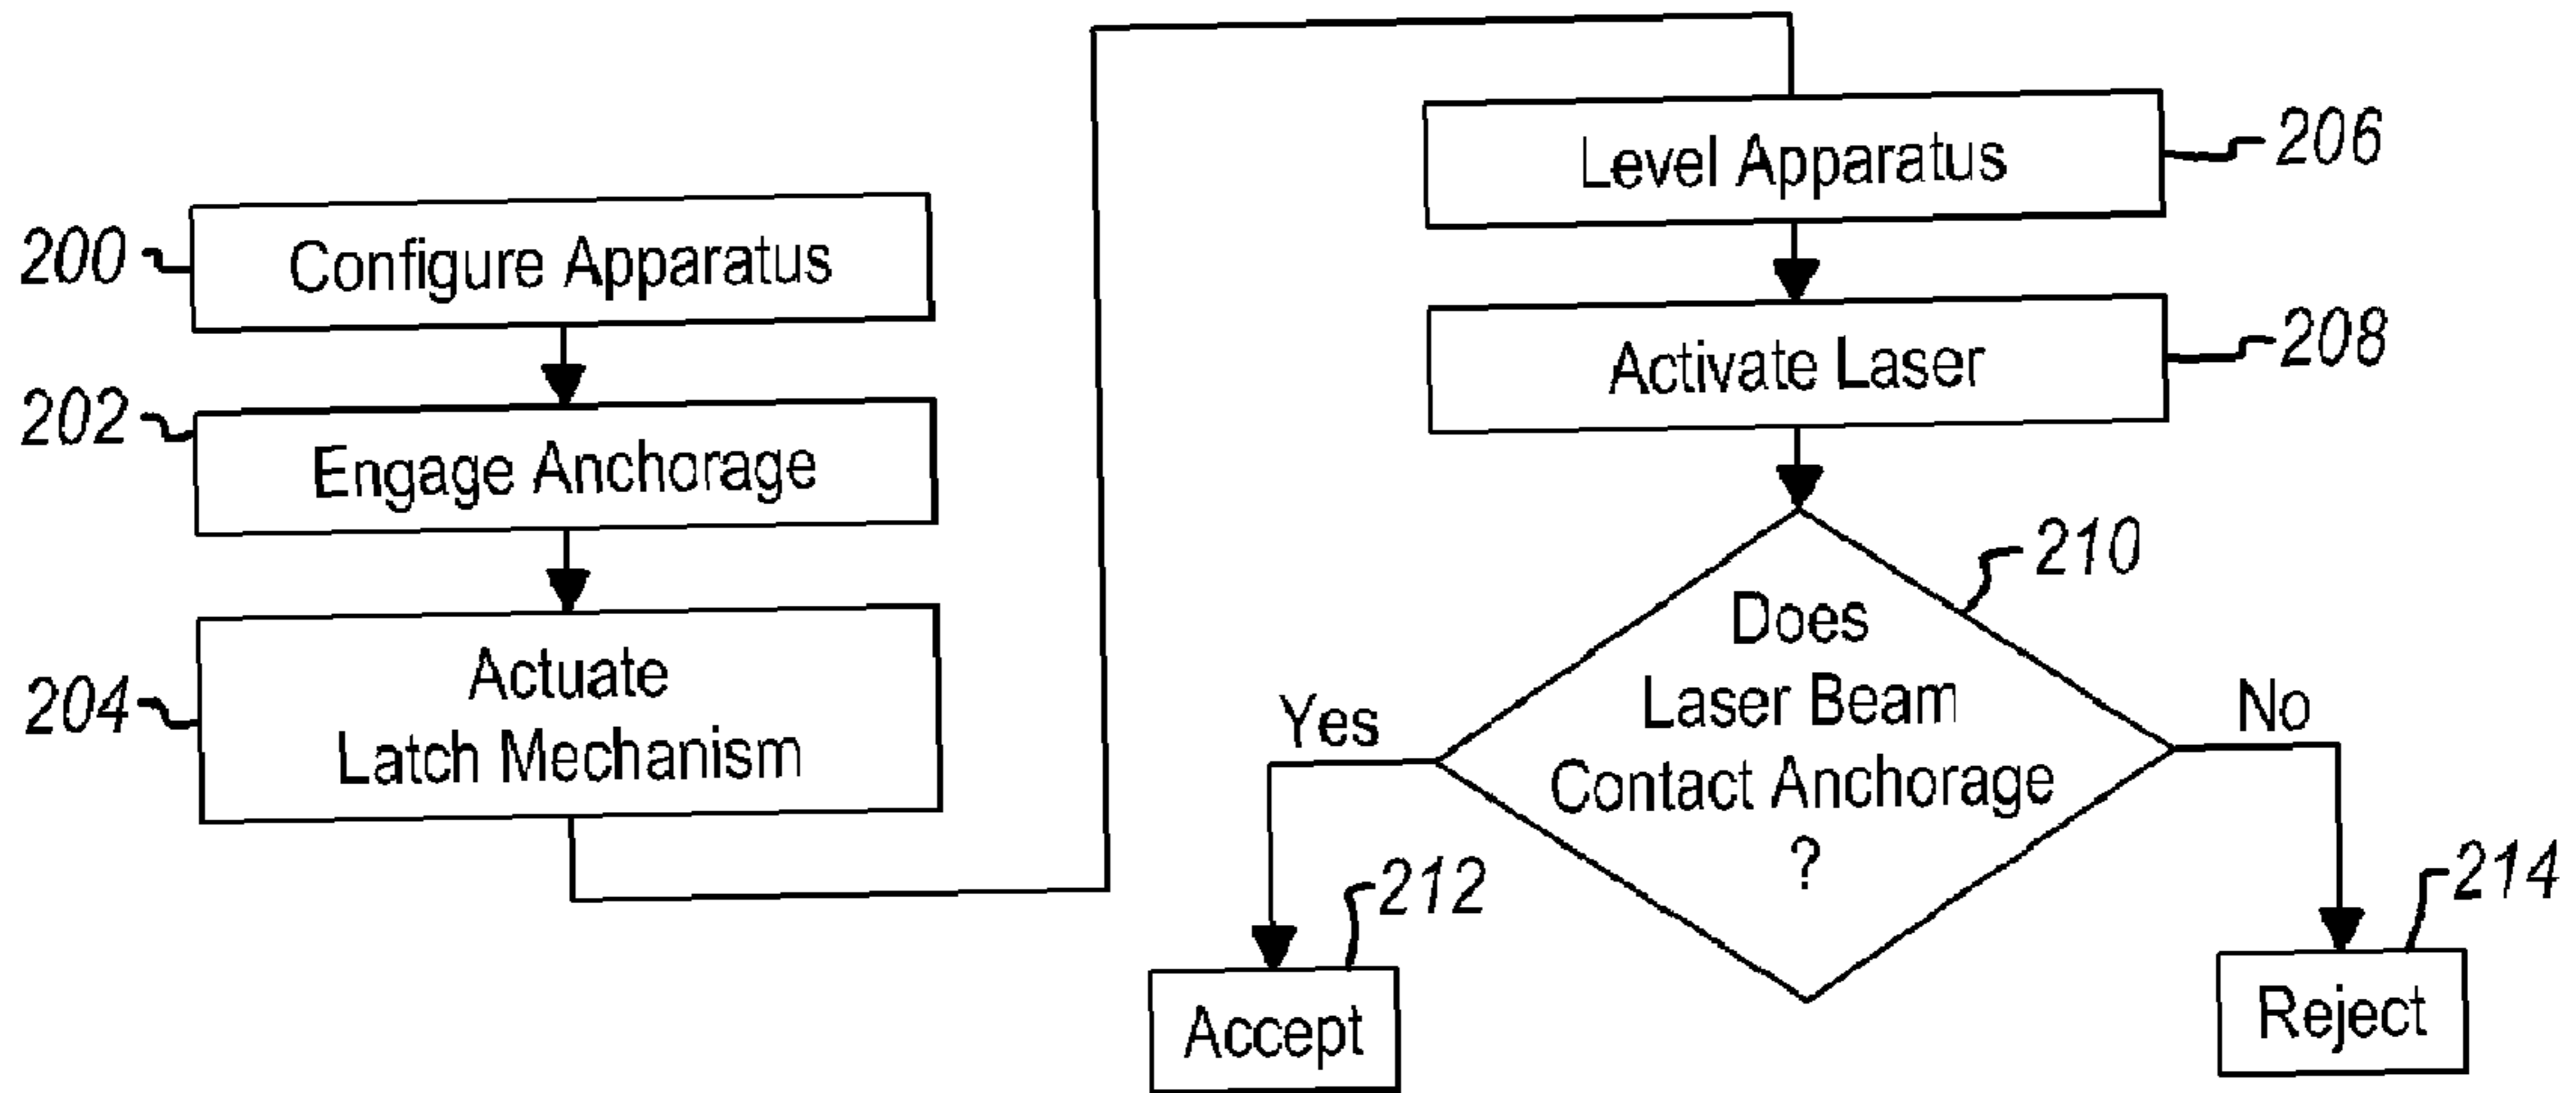 200
Configure Apparatus
202
Engage Anchorage
204
Actuate
Latch Mechanism
Level Apparatus
206
Activate Laser
208
210
Does
Laser Beam
Contact Anchorage
?
Yes
No
212
Accept
214
Reject